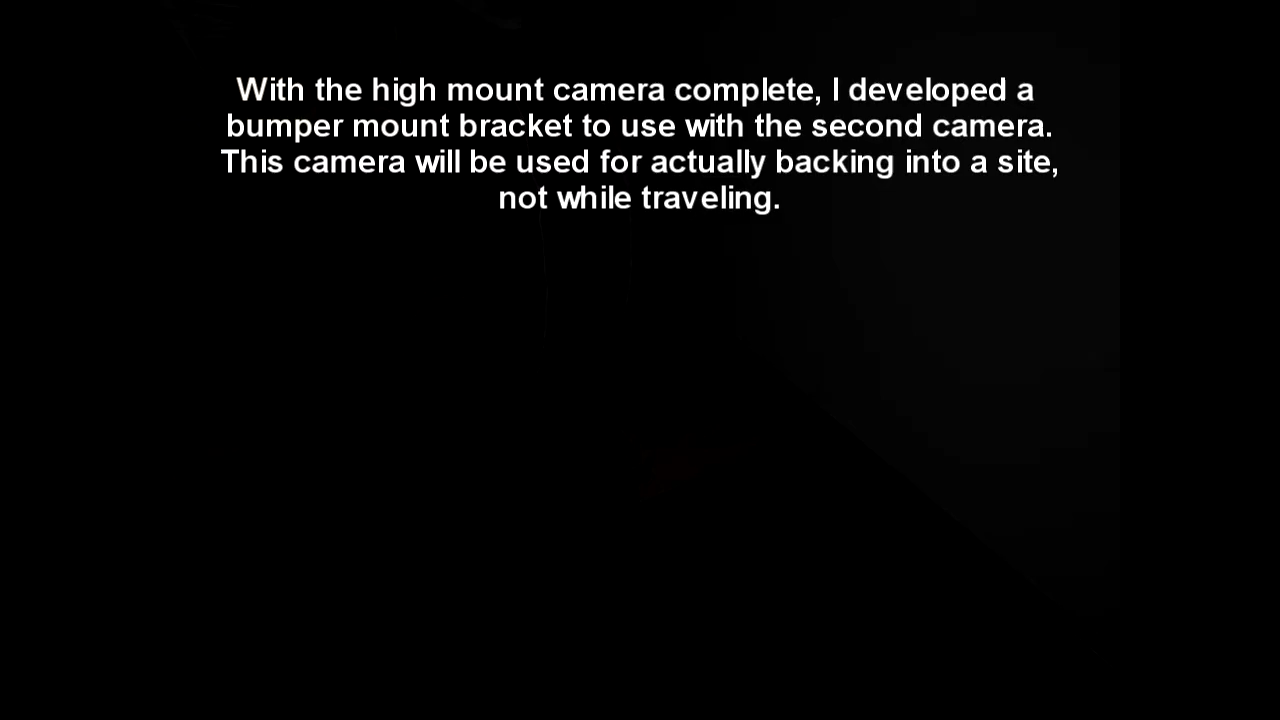 With the high mount camera complete, I developed a
bumper mount bracket to use with the second camera.
This camera will be used for actually backing into a site,
not while traveling.